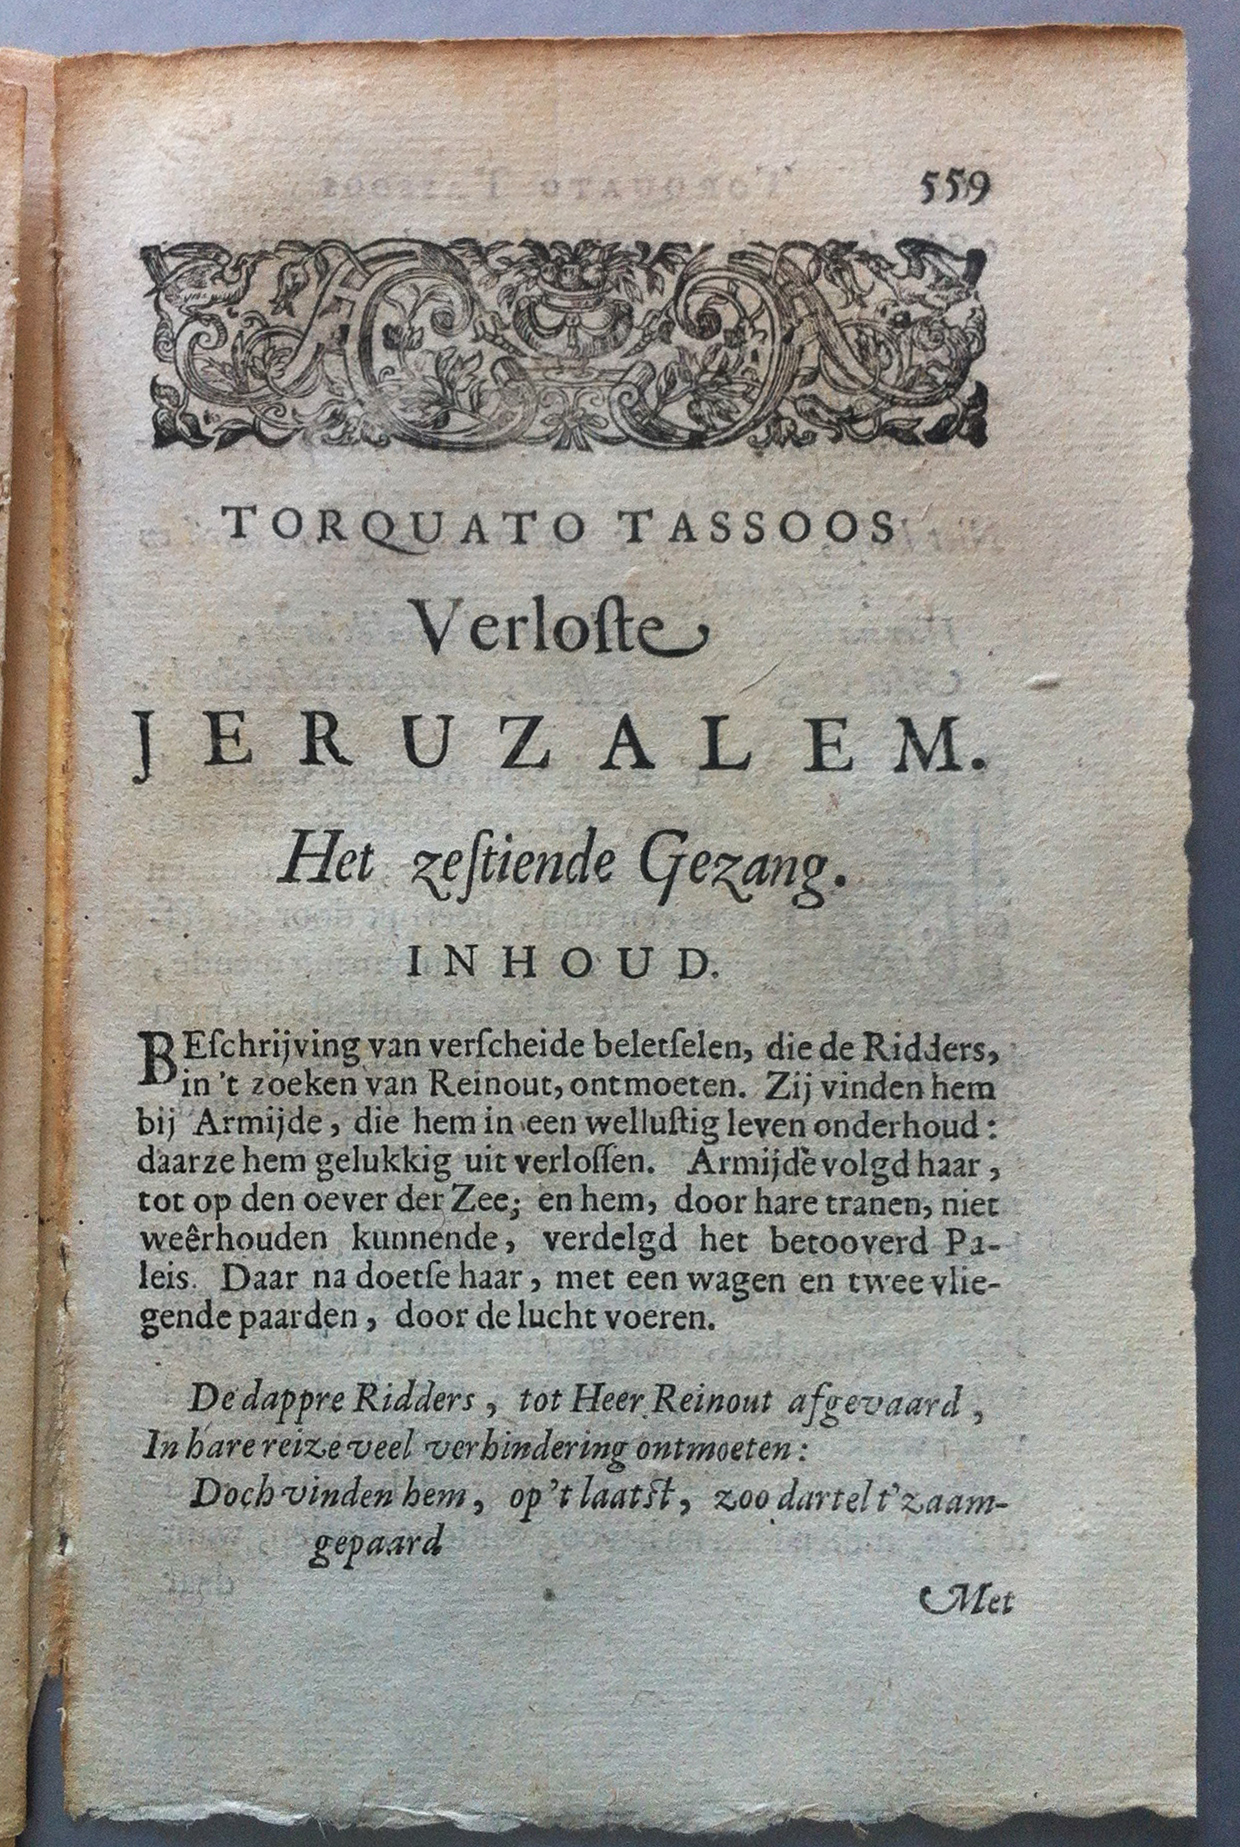 559
TORQUATO TASSOOS
Verloſte
JERUZALEM.
Het zeſtiende Gezang.
INHOUD.
BEſchrijving van verſcheide beletſelen, die de Ridders,
in 't zoeken van Reinout, ontmoeten. Zij vinden hem
bij Armijde, die hem in een welluſtig leven onderhoud:
daarze hem gelukkig uit verloſſen. Armijde volgd haar,
tot op den oever der Zee; en hem, door hare tranen, niet
weêrhouden kunnende, verdelgd het betooverd Pa-
leis. Daar na doetſe haar, met een wagen en twee vlie-
gende paarden, door de lucht voeren.
De dappre Ridders, tot Heer Reinout afgevaard,
In hare reize veel verhindering ontmoeten:
Doch vinden hem, op 't laatſt, zoo dartel t'zaam-
gepaard
Met